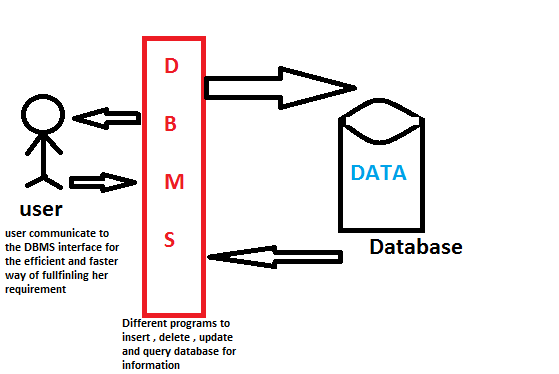 D
B
M
S
DATA
user
Database
user communicate to
the DBMS interface for
the efficient and faster
way of fullfinling her
requirement
Different programs to
insert , delete , update
and query database for
information